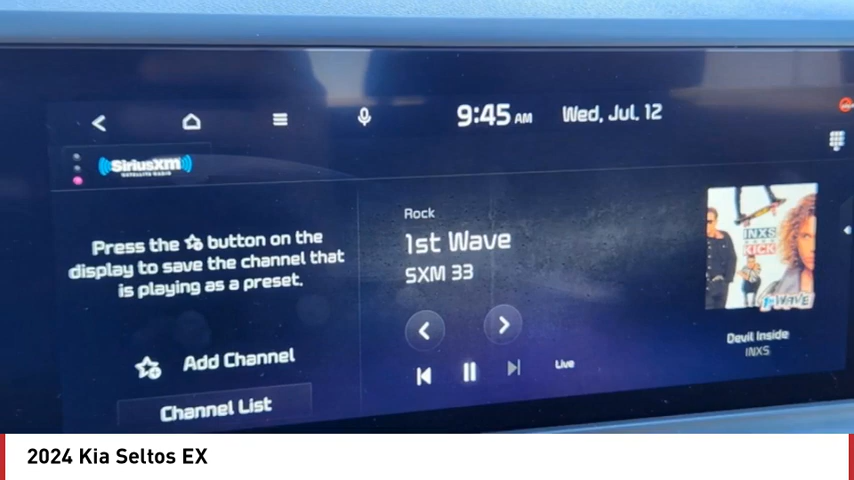 9:45 AM Wed, Jul. 12
SiriusXM
SATELLITE RADIO
Press the button on the
display to save the channel that
is playing as a preset.
Add Channel
Channel List
Rock
1st Wave
SXM 33
Live
INXS
KICK
1st WAVE
Devil Inside
INXS
2024 Kia Seltos EX